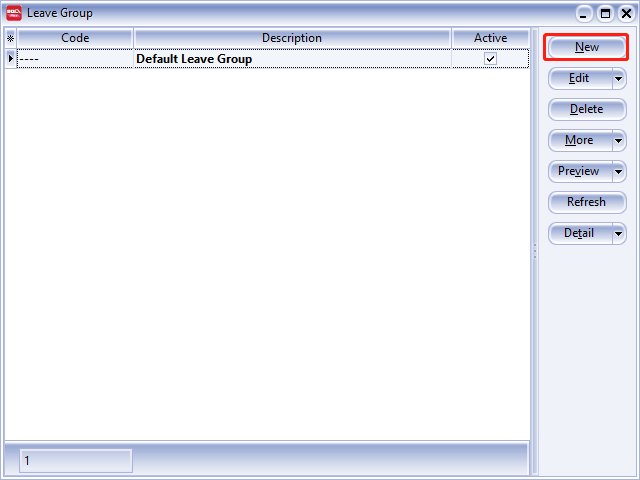 Leave Group
Code Description Active
---- Default Leave Group
New
Edit
Delete
More
Preview
Refresh
Detail
1